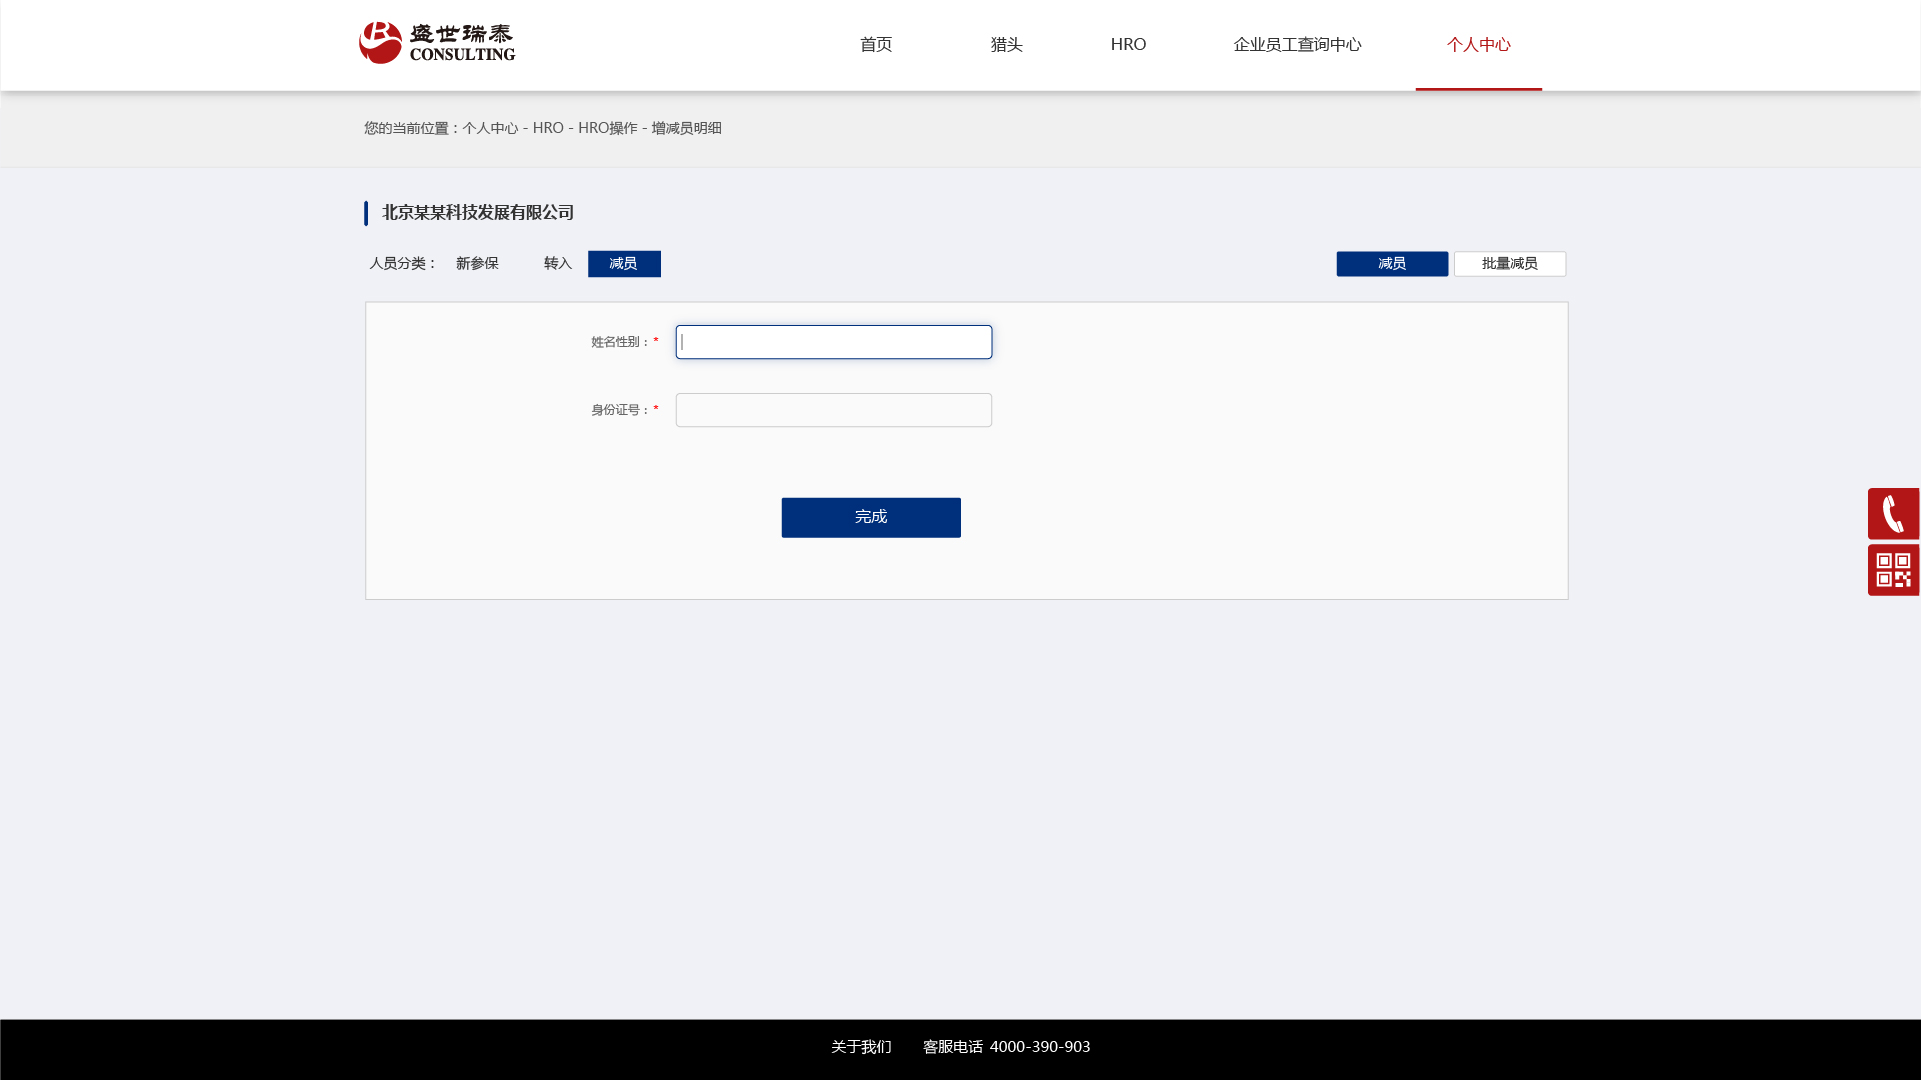 盛世瑞泰
CONSULTING
首页 猎头 HRO 企业员工查询中心 个人中心
您的当前位置：个人中心 - HRO - HRO操作 - 增减员明细
北京某某科技发展有限公司
人员分类： 新参保 转入 减员 减员 批量减员
姓名性别：*
身份证号：*
完成
关于我们 客服电话 4000-390-903